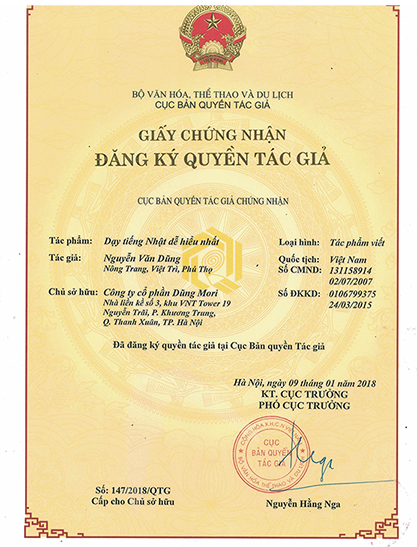 BỘ VĂN HÓA, THỂ THAO VÀ DU LỊCH
CỤC BẢN QUYỀN TÁC GIẢ
GIẤY CHỨNG NHẬN
ĐĂNG KÝ QUYỀN TÁC GIẢ
CỤC BẢN QUYỀN TÁC GIẢ CHỨNG NHẬN
Tác phẩm: Dạy tiếng Nhật dễ hiểu nhất Loại hình: Tác phẩm viết
Tác giả: Nguyễn Văn Dũng Quốc tịch: Việt Nam
Nông Trang, Việt Trì, Phú Thọ Số CMND: 131158914
02/07/2007
Chủ sở hữu: Công ty cổ phần Dũng Mori Số ĐKKD: 0106799375
Nhà liền kề số 3, khu VNT Tower 19 24/03/2015
Nguyễn Trãi, P. Khương Trung,
Q. Thanh Xuân, TP. Hà Nội
Đã đăng ký quyền tác giả tại Cục Bản quyền Tác giả
Hà Nội, ngày 09 tháng 01 năm 2018
KT. CỤC TRƯỞNG
PHÓ CỤC TRƯỞNG
CỤC
BẢN QUYỀN
TÁC GIẢ
Số: 147/2018/QTG
Cấp cho Chủ sở hữu Nguyễn Hằng Nga